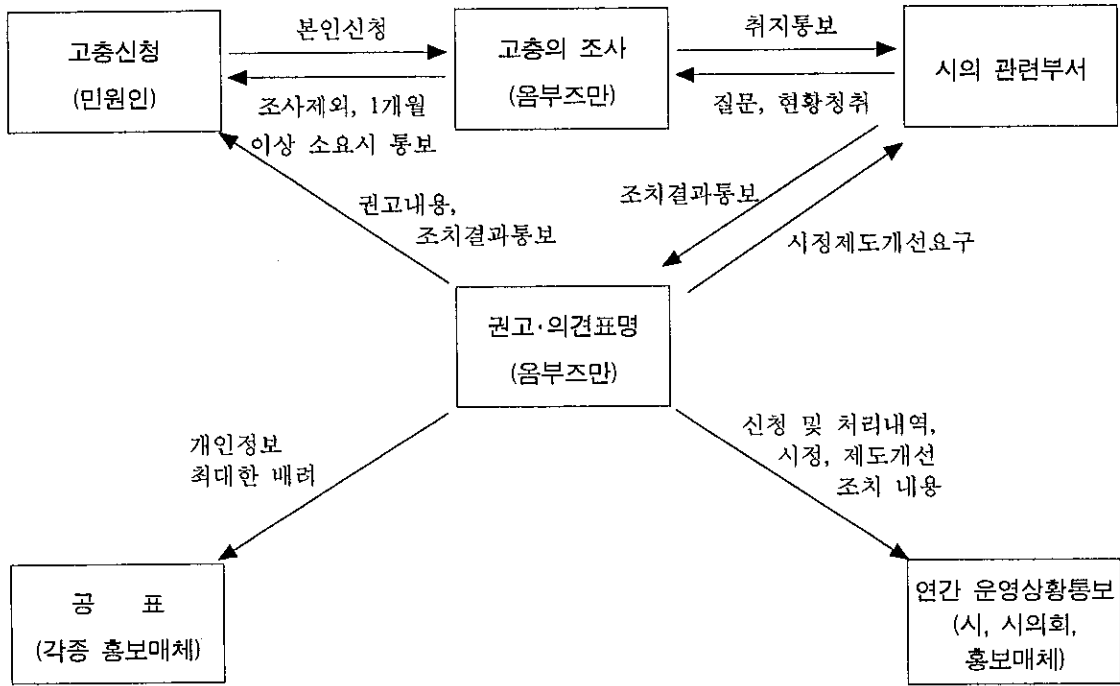 고충신청
(민원인)
본인신청
조사제외, 1개월
이상 소요시 통보
고충의 조사
(옴부즈만)
취지통보
질문, 현황청취
시의 관련부서
권고내용,
조치결과통보
조치결과통보
시정제도개선요구
권고·의견표명
(옴부즈만)
개인정보
최대한 배려
신청 및 처리내역,
시정, 제도개선
조치 내용
공 표
(각종 홍보매체)
연간 운영상황통보
(시, 시의회,
홍보매체)